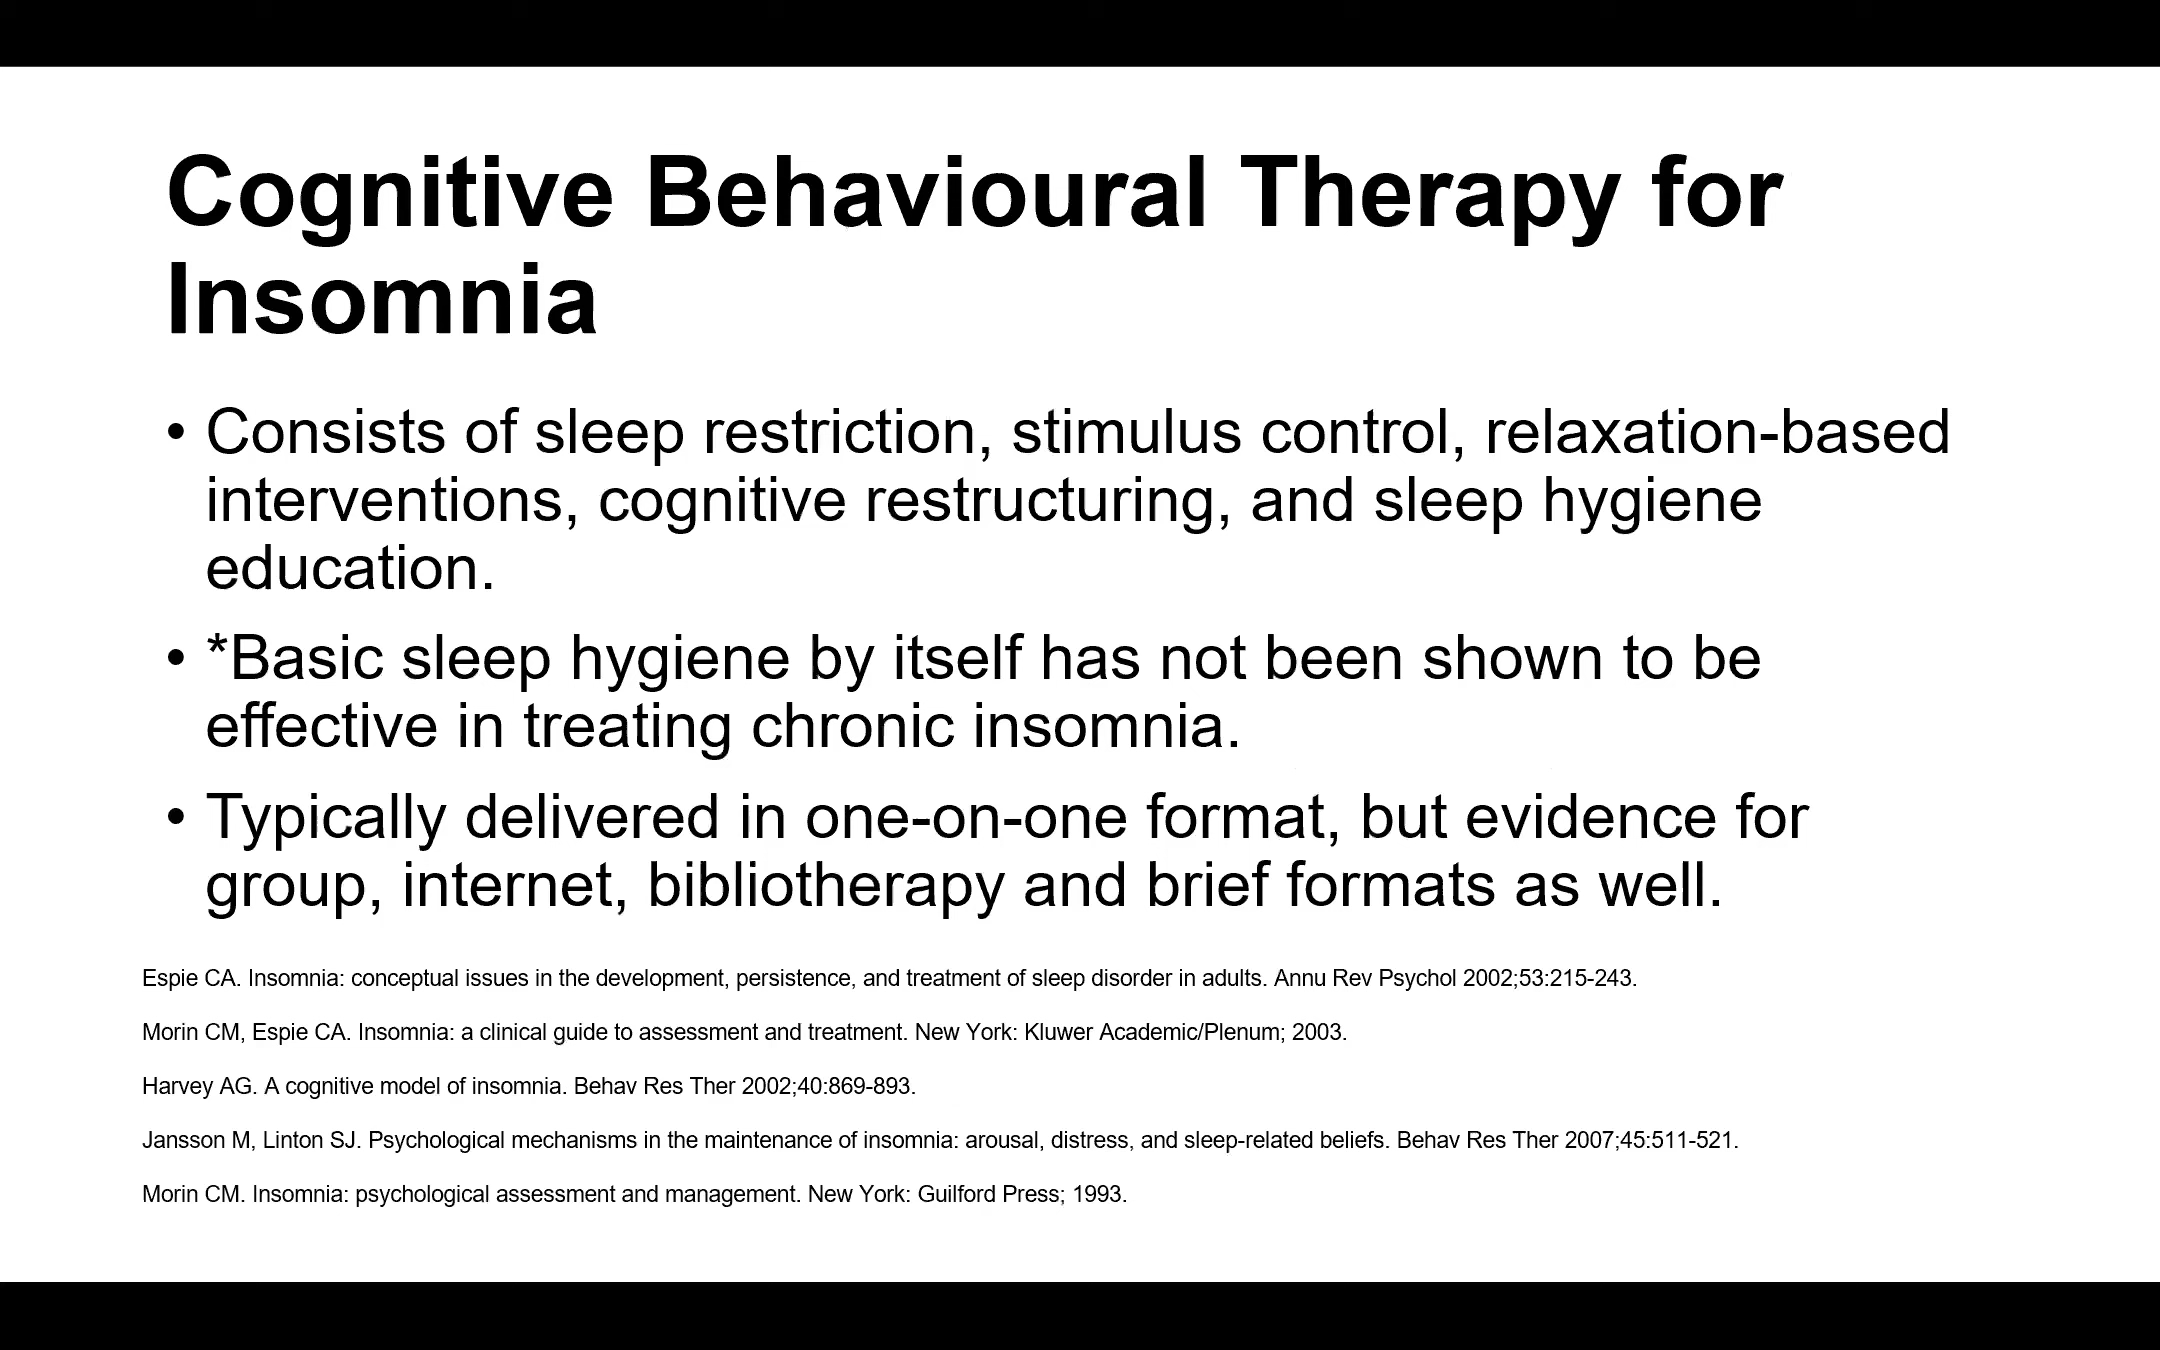 Cognitive Behavioural Therapy for
Insomnia
• Consists of sleep restriction, stimulus control, relaxation-based
interventions, cognitive restructuring, and sleep hygiene
education.
• *Basic sleep hygiene by itself has not been shown to be
effective in treating chronic insomnia.
• Typically delivered in one-on-one format, but evidence for
group, internet, bibliotherapy and brief formats as well.
Espie CA. Insomnia: conceptual issues in the development, persistence, and treatment of sleep disorder in adults. Annu Rev Psychol 2002;53:215-243.
Morin CM, Espie CA. Insomnia: a clinical guide to assessment and treatment. New York: Kluwer Academic/Plenum; 2003.
Harvey AG. A cognitive model of insomnia. Behav Res Ther 2002;40:869-893.
Jansson M, Linton SJ. Psychological mechanisms in the maintenance of insomnia: arousal, distress, and sleep-related beliefs. Behav Res Ther 2007;45:511-521.
Morin CM. Insomnia: psychological assessment and management. New York: Guilford Press; 1993.